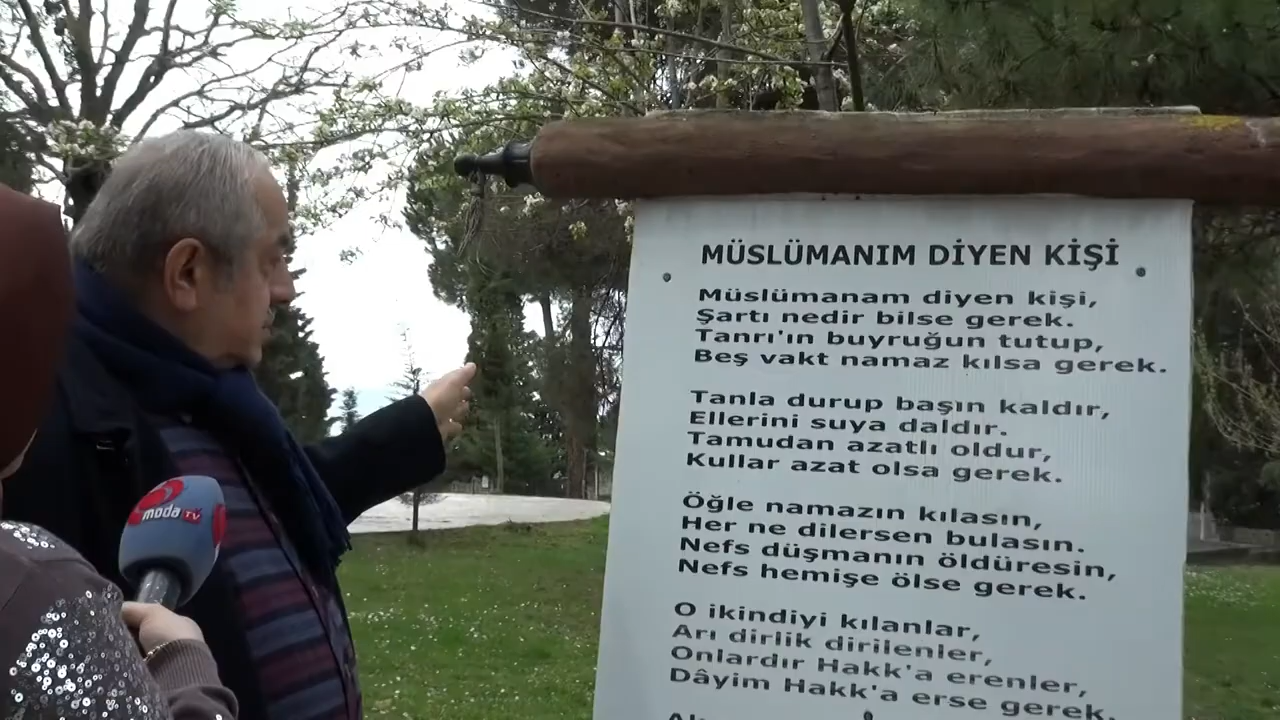 MÜSLÜMANIM DİYEN KİŞİ
Müslümanam diyen kişi,
Şartı nedir bilse gerek.
Tanrı'ın buyruğun tutup,
Beş vakt namaz kılsa gerek.
Tanla durup başın kaldır,
Ellerini suya daldır.
Tamudan azatlı oldur,
Kullar azat olsa gerek.
Öğle namazın kılasın,
Her ne dilersen bulasın.
Nefs düşmanın öldüresin,
Nefs hemişe ölse gerek.
O ikindiyi kılanlar,
Arı dirlik dirilenler,
Onlardır Hakk'a erenler,
Dâyim Hakk'a erse gerek.
moda TV